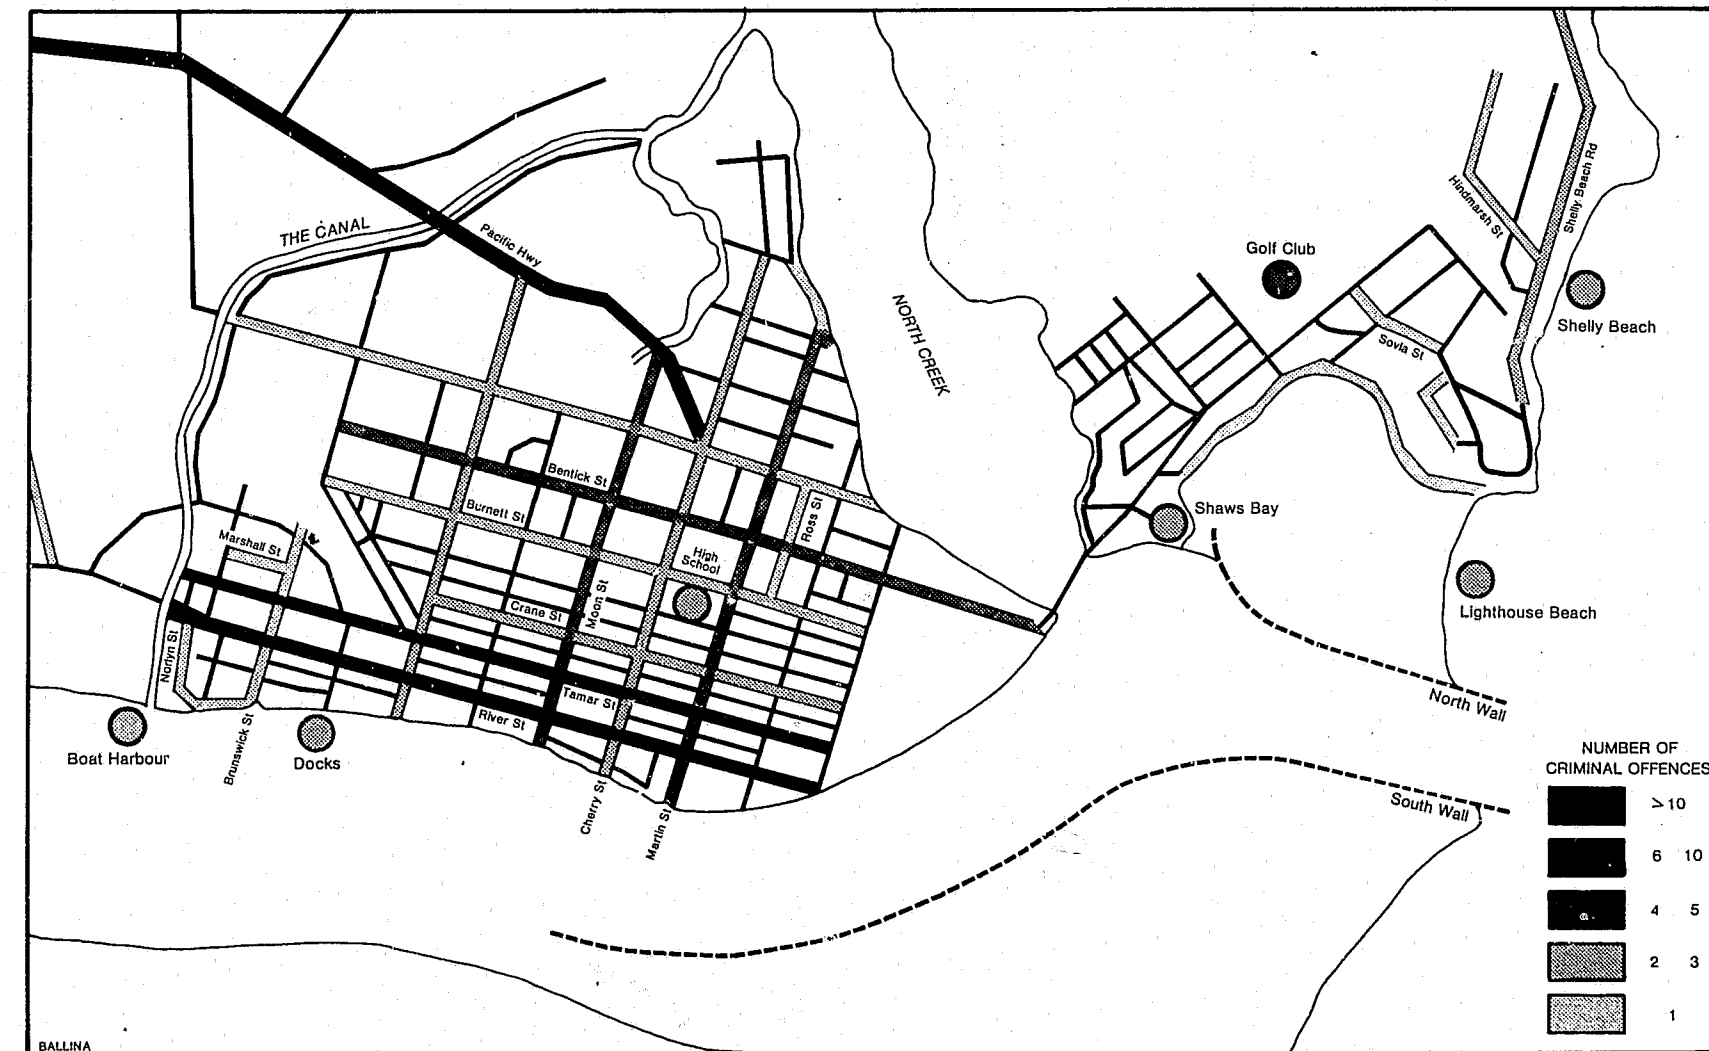 THE CANAL
Pacific Hwy
NORTH CREEK
Golf Club
Hindmarsh St
Shelly Beach Rd
Shelly Beach
Sovia St
Bentick St
Burnett St
Ross St
Shaws Bay
Marshall St
High
School
Moon St
Crane St
Lighthouse Beach
Norlyn St
Tamar St
River St
North Wall
Boat Harbour
Brunswick St
Docks
Cherry St
Martin St
South Wall
NUMBER OF
CRIMINAL OFFENCES
>10
6 10
4 5
2 3
1
BALLINA